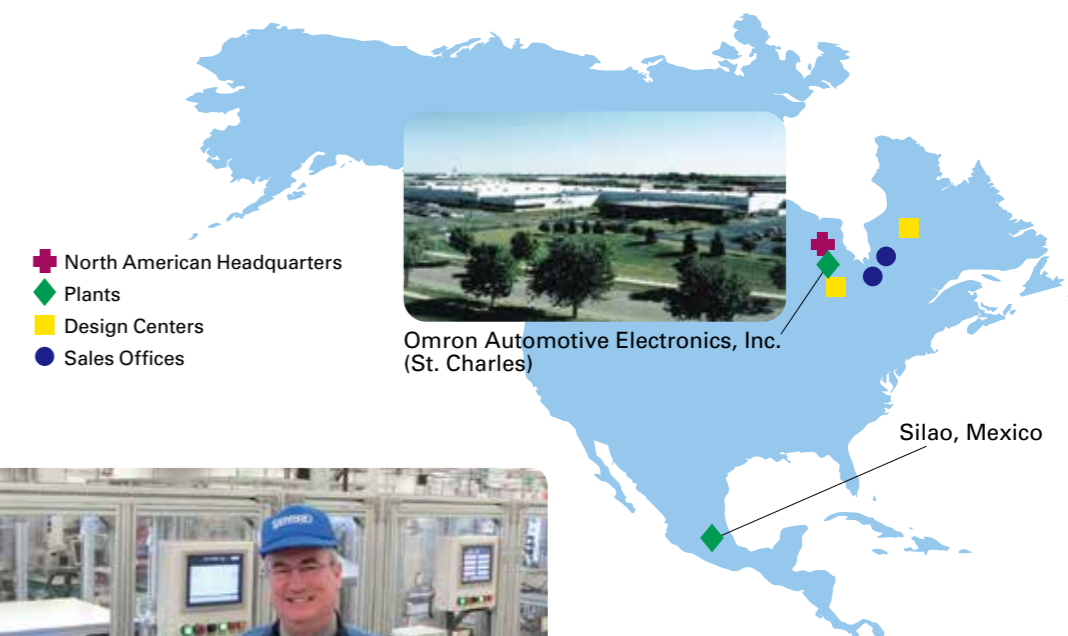 North American Headquarters
Plants
Design Centers
Sales Offices
Omron Automotive Electronics, Inc.
(St. Charles)
Silao, Mexico